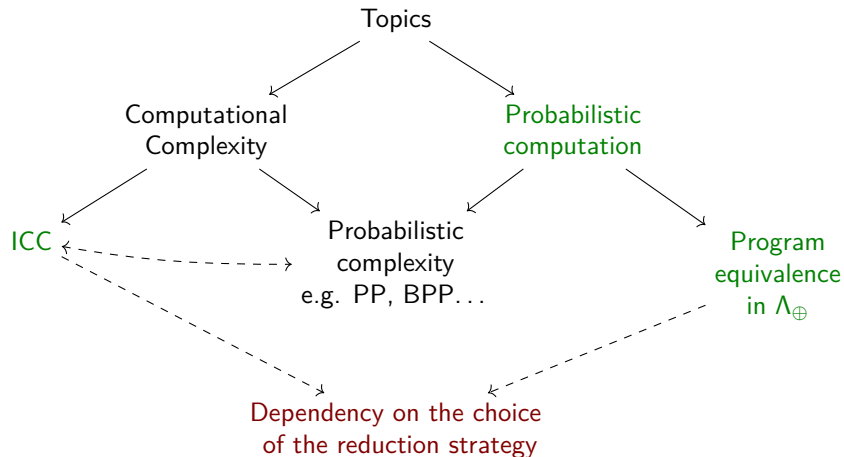 Topics
Computational
Complexity
Probabilistic
computation
ICC
Probabilistic
complexity
e.g. PP, BPP...
Program
equivalence
in Λ⊕
Dependency on the choice
of the reduction strategy